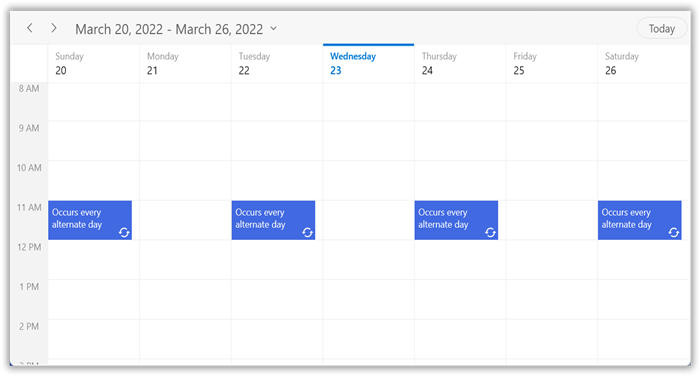 March 20, 2022 - March 26, 2022
Today
Sunday Monday Tuesday Wednesday Thursday Friday Saturday
20 21 22 23 24 25 26
8 AM
9 AM
10 AM
11 AM
Occurs every Occurs every Occurs every Occurs every
alternate day alternate day alternate day alternate day
12 PM
1 PM
2 PM